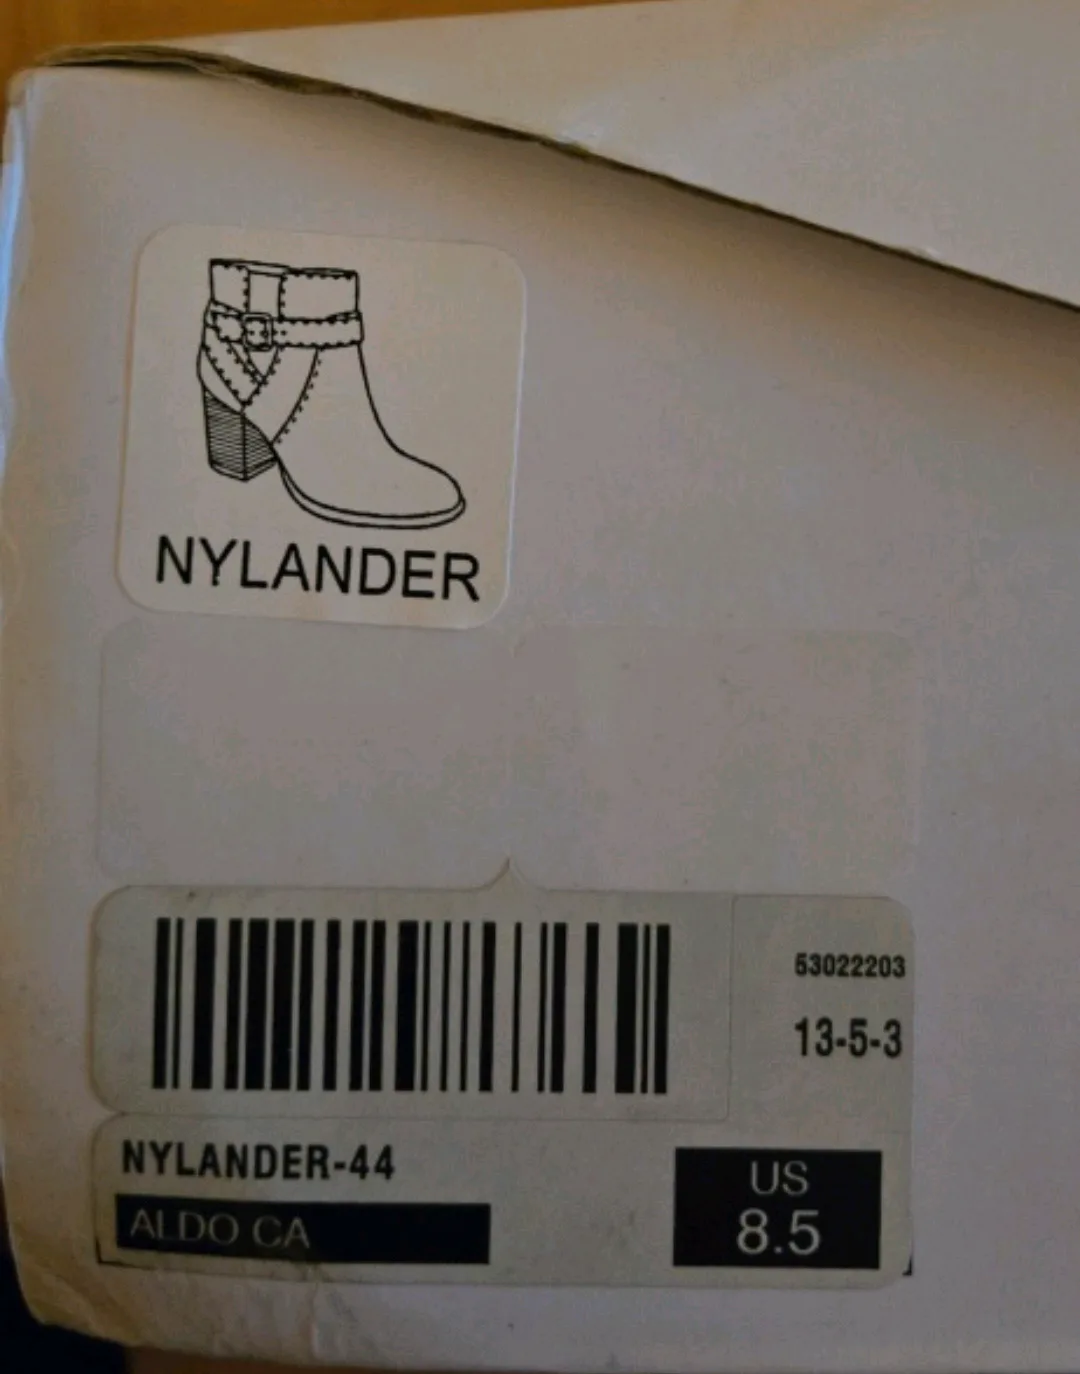 NYLANDER
53022203
13-5-3
NYLANDER-44
ALDO CA
US
8.5